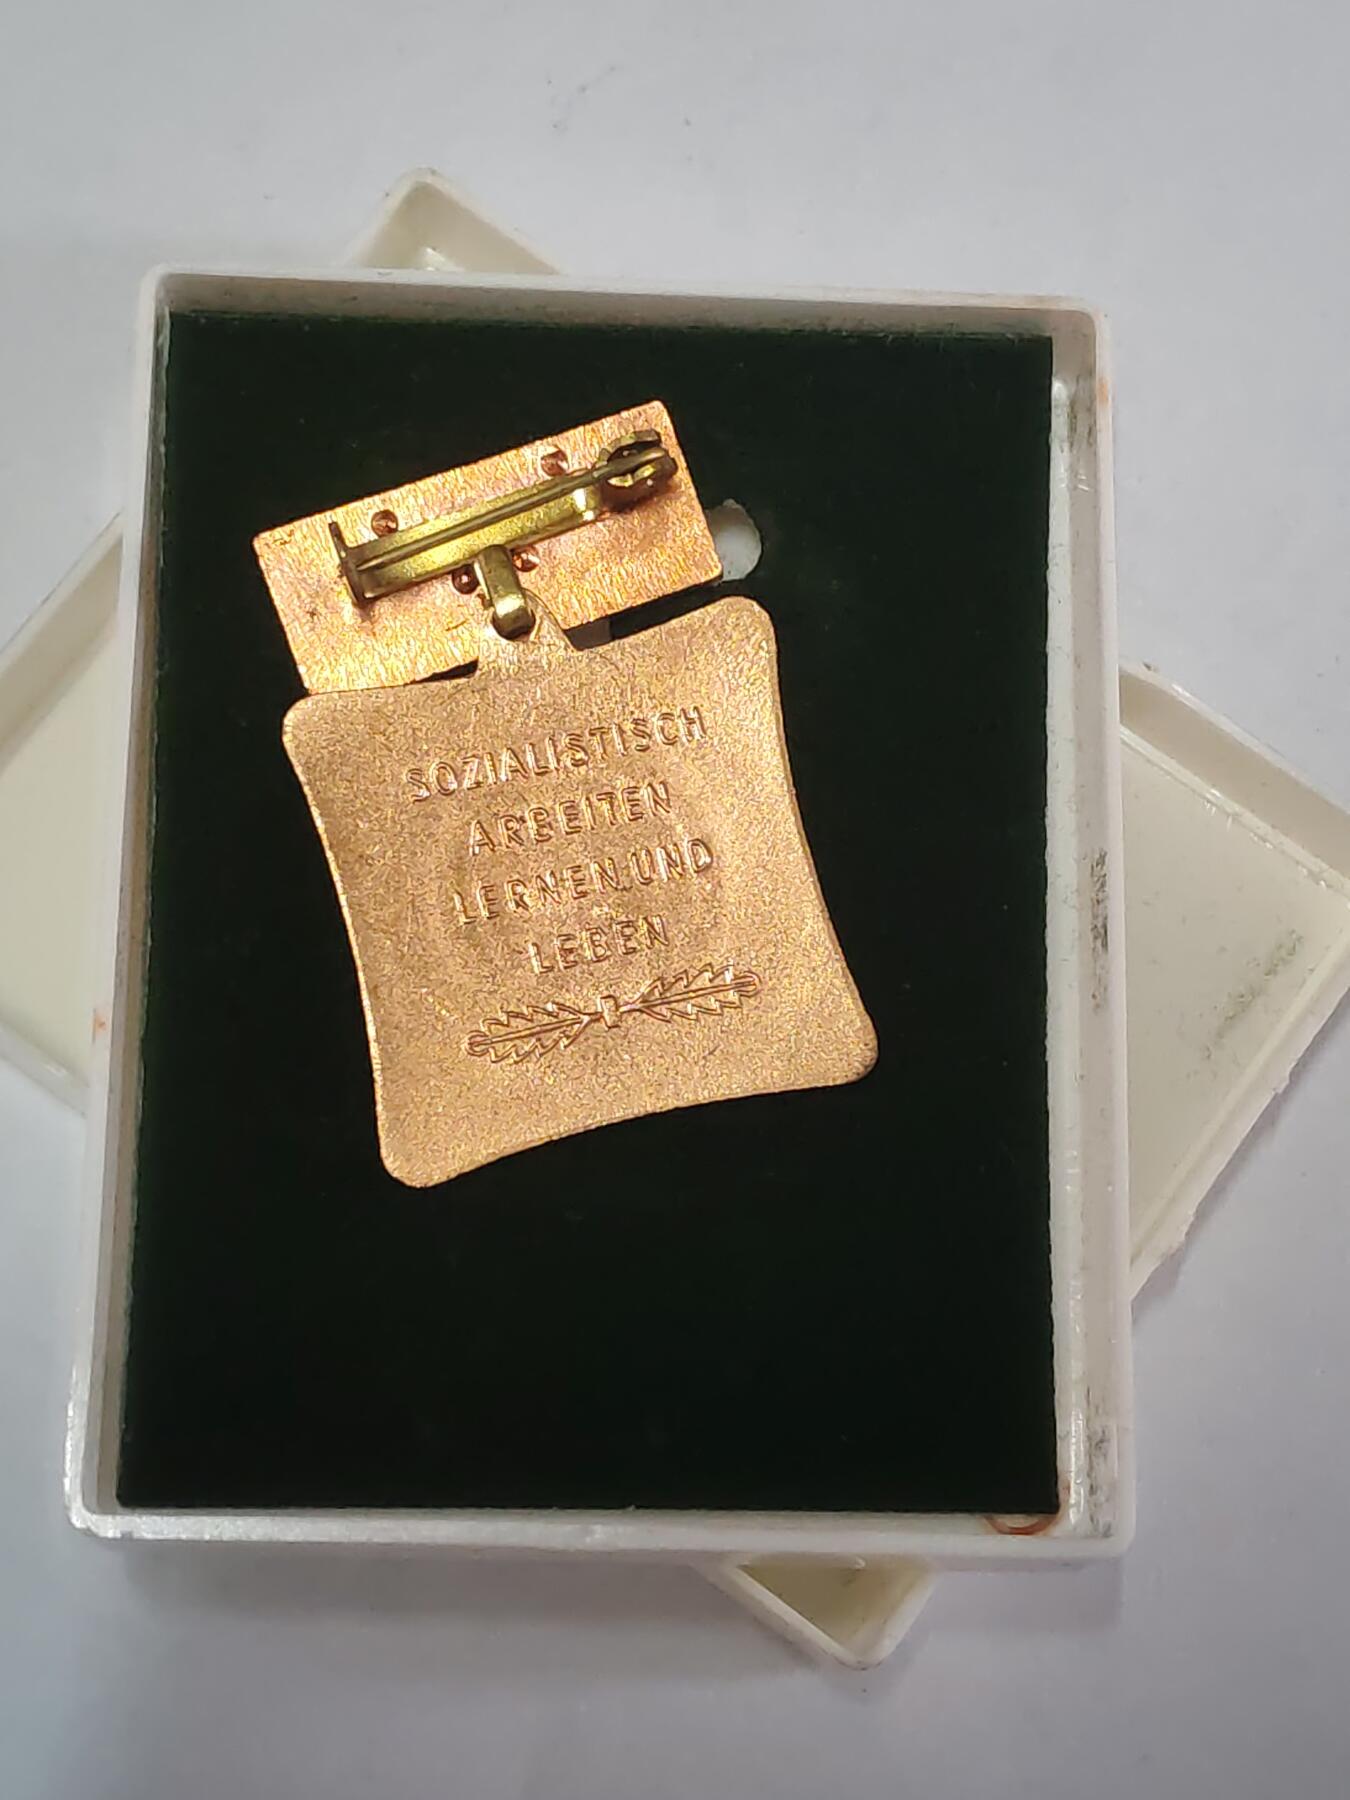 SOZIALISTISCH
ARBEITEN
LERNEN UND
LEBEN